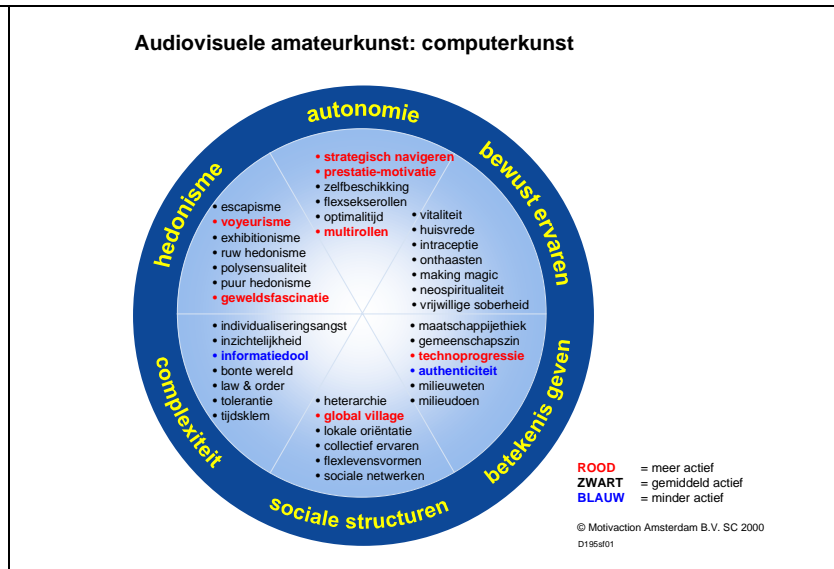 Audiovisuele amateurkunst: computerkunst
autonomie
• strategisch navigeren
• prestatie-motivatie
• zelfbeschikking
• flexsekserollen
• optimalitijd
• multirollen
bewust ervaren
• vitaliteit
• huisvrede
• intraceptie
• onthaasten
• making magic
• neospiritualiteit
• vrijwillige soberheid
hedonisme
• escapisme
• voyeurisme
• exhibitionisme
• ruw hedonisme
• polysensualiteit
• puur hedonisme
• geweldsfascinatie
complexiteit
• individualiseringsangst
• inzichtelijkheid
• informatiedool
• bonte wereld
• law & order
• tolerantie
• tijdsklem
betekenis geven
• maatschappijethiek
• gemeenschapszin
• technoprogressie
• authenticiteit
• milieuweten
• milieudoen
sociale structuren
• heterarchie
• global village
• lokale oriëntatie
• collectief ervaren
• flexlevensvormen
• sociale netwerken
ROOD = meer actief
ZWART = gemiddeld actief
BLAUW = minder actief
© Motivaction Amsterdam B.V. SC 2000
D195sf01